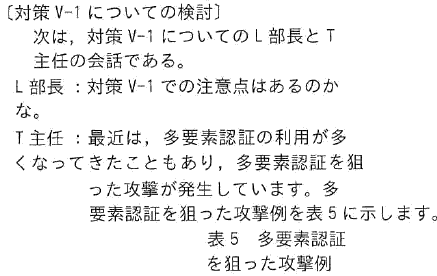 〔対策 V-1 についての検討〕
次は，対策 V-1 についての L 部長と T
主任の会話である。
L 部長 ：対策 V-1 での注意点はあるのか
な。
T 主任 ：最近は，多要素認証の利用が多
くなってきたこともあり，多要素認証を狙
った攻撃が発生しています。多
要素認証を狙った攻撃例を表 5 に示します。
表 5　多要素認証
を狙った攻撃例